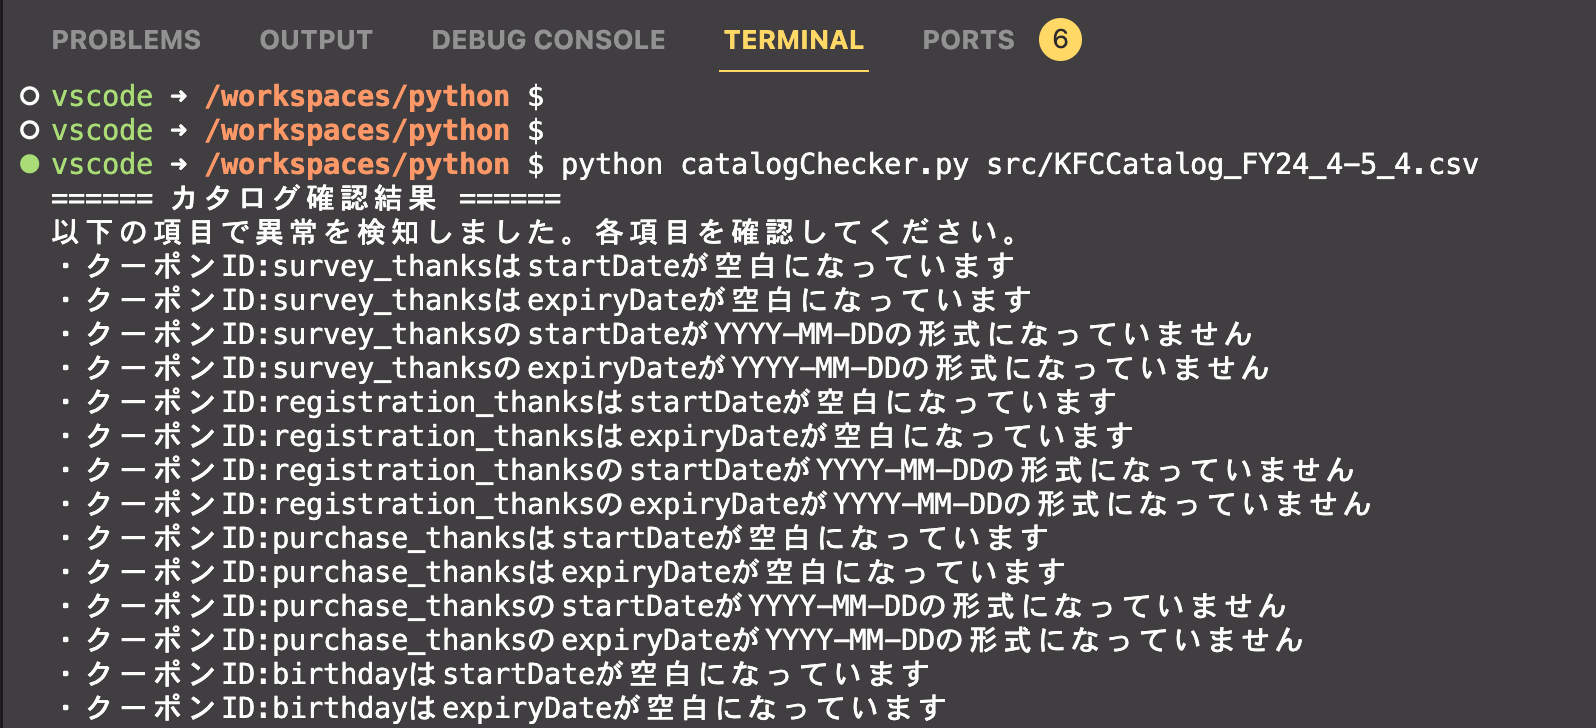 PROBLEMS OUTPUT DEBUG CONSOLE TERMINAL PORTS 6
vscode → /workspaces/python $
vscode → /workspaces/python $
vscode → /workspaces/python $ python catalogChecker.py src/KFCCatalog_FY24_4-5_4.csv
====== カタログ確認結果 ======
以下の項目で異常を検知しました。各項目を確認してください。
・クーポンID:survey_thanksはstartDateが空白になっています
・クーポンID:survey_thanksはexpiryDateが空白になっています
・クーポンID:survey_thanksのstartDateがYYYY-MM-DDの形式になっていません
・クーポンID:survey_thanksのexpiryDateがYYYY-MM-DDの形式になっていません
・クーポンID:registration_thanksはstartDateが空白になっています
・クーポンID:registration_thanksはexpiryDateが空白になっています
・クーポンID:registration_thanksのstartDateがYYYY-MM-DDの形式になっていません
・クーポンID:registration_thanksのexpiryDateがYYYY-MM-DDの形式になっていません
・クーポンID:purchase_thanksはstartDateが空白になっています
・クーポンID:purchase_thanksはexpiryDateが空白になっています
・クーポンID:purchase_thanksのstartDateがYYYY-MM-DDの形式になっていません
・クーポンID:purchase_thanksのexpiryDateがYYYY-MM-DDの形式になっていません
・クーポンID:birthdayはstartDateが空白になっています
・クーポンID:birthdayはexpiryDateが空白になっています